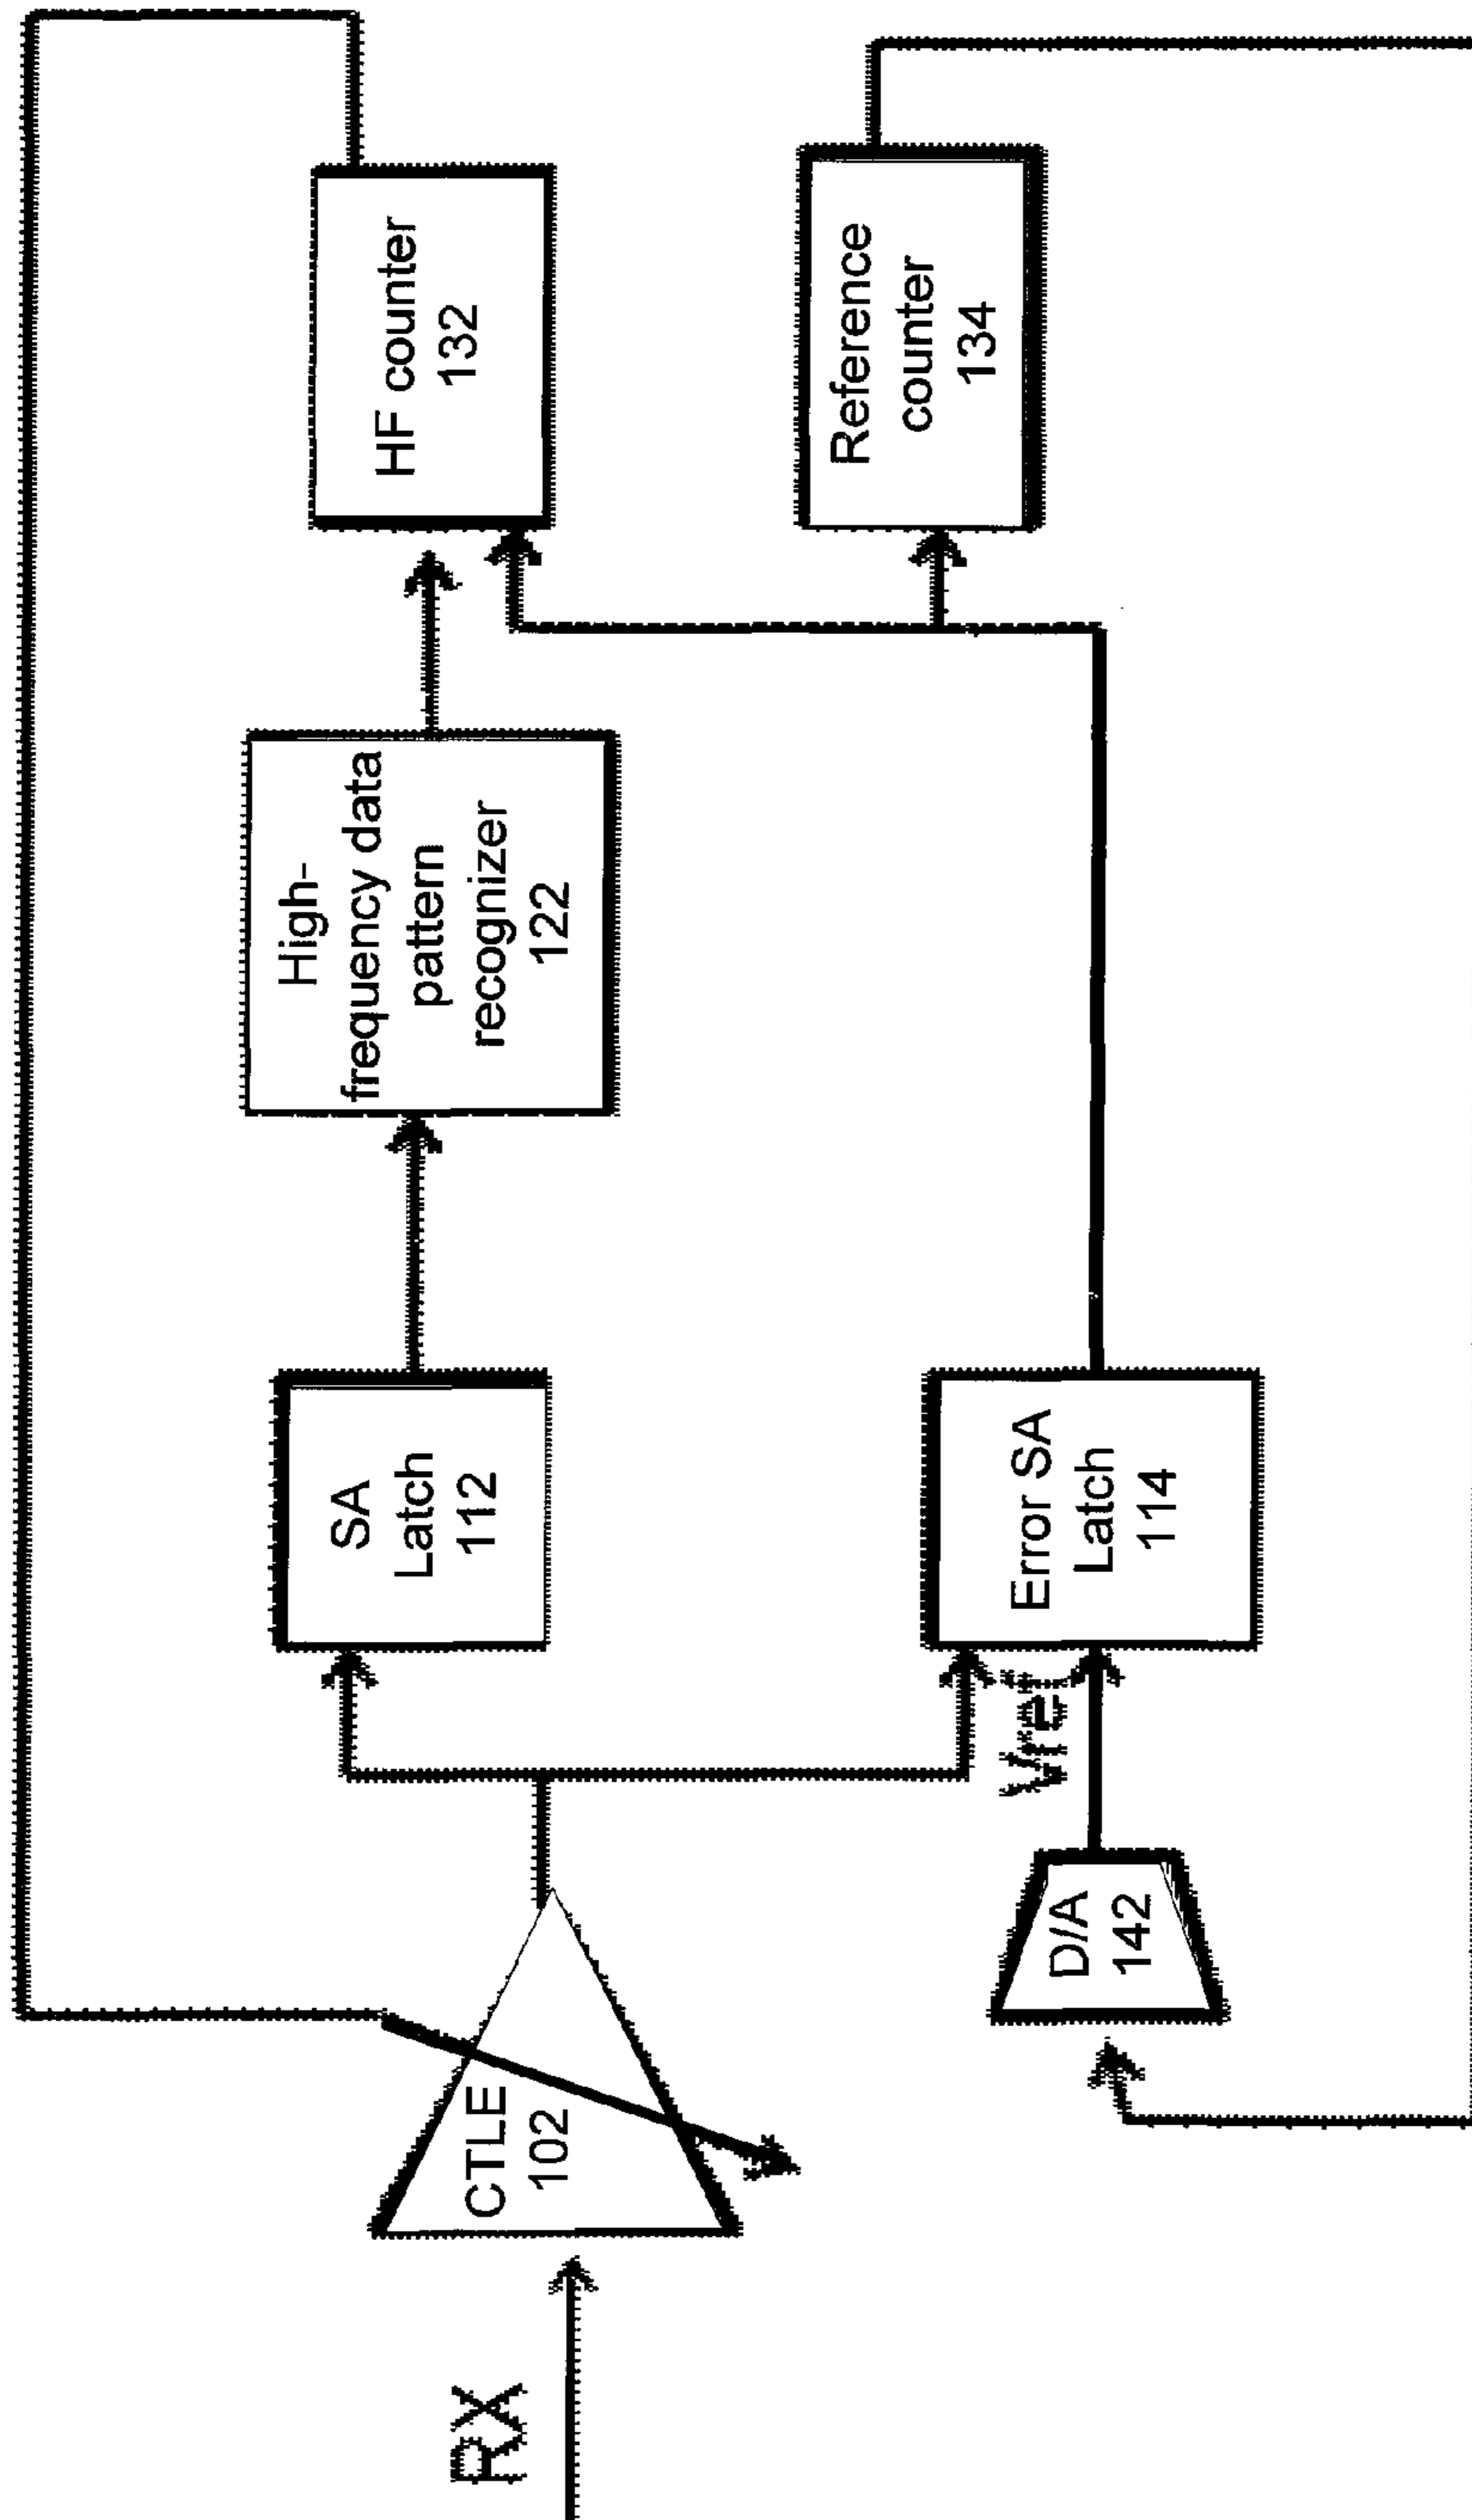 RX
CTLE
102
D/A
142
Vref
SA
Latch
112
Error SA
Latch
114
High-
frequency data
pattern
recognizer
122
HF counter
132
Reference
counter
134